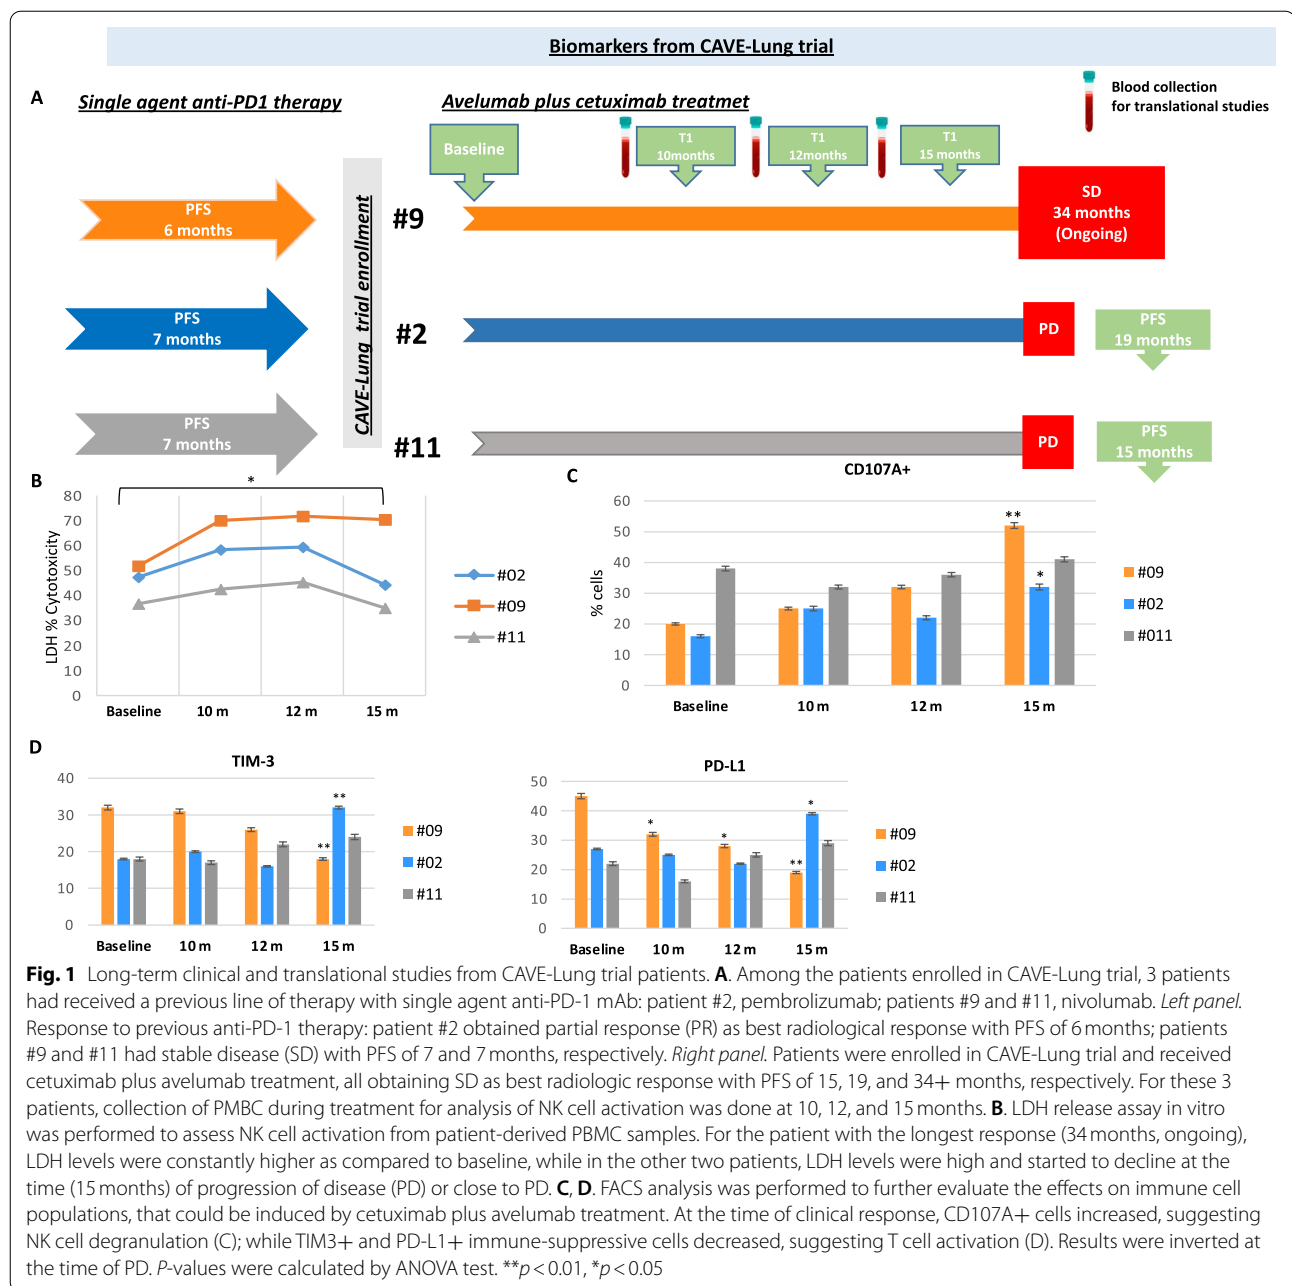 Biomarkers from CAVE-Lung trial
A
Single agent anti-PD1 therapy
Avelumab plus cetuximab treatmet
Blood collection
for translational studies
Baseline
T1
10months
T1
12months
T1
15 months
CAVE-Lung trial enrollment
PFS
6 months
#9
SD
34 months
(Ongoing)
PFS
7 months
#2
PD
PFS
19 months
PFS
7 months
#11
PD
PFS
15 months
B
*
LDH % Cytotoxicity
80
70
60
50
40
30
20
10
0
Baseline 10 m 12 m 15 m
#02
#09
#11
C
CD107A+
% cells
60
50
40
30
20
10
0
**
*
Baseline 10 m 12 m 15 m
#09
#02
#011
D
TIM-3
40
30
20
10
0
**
**
Baseline 10 m 12 m 15 m
#09
#02
#11
PD-L1
50
40
30
20
10
0
*
*
**
*
Baseline 10 m 12 m 15 m
#09
#02
#11
Fig. 1 Long-term clinical and translational studies from CAVE-Lung trial patients. A. Among the patients enrolled in CAVE-Lung trial, 3 patients
had received a previous line of therapy with single agent anti-PD-1 mAb: patient #2, pembrolizumab; patients #9 and #11, nivolumab. Left panel.
Response to previous anti-PD-1 therapy: patient #2 obtained partial response (PR) as best radiological response with PFS of 6 months; patients
#9 and #11 had stable disease (SD) with PFS of 7 and 7 months, respectively. Right panel. Patients were enrolled in CAVE-Lung trial and received
cetuximab plus avelumab treatment, all obtaining SD as best radiologic response with PFS of 15, 19, and 34+ months, respectively. For these 3
patients, collection of PMBC during treatment for analysis of NK cell activation was done at 10, 12, and 15 months. B. LDH release assay in vitro
was performed to assess NK cell activation from patient-derived PBMC samples. For the patient with the longest response (34 months, ongoing),
LDH levels were constantly higher as compared to baseline, while in the other two patients, LDH levels were high and started to decline at the
time (15 months) of progression of disease (PD) or close to PD. C, D. FACS analysis was performed to further evaluate the effects on immune cell
populations, that could be induced by cetuximab plus avelumab treatment. At the time of clinical response, CD107A+ cells increased, suggesting
NK cell degranulation (C); while TIM3+ and PD-L1+ immune-suppressive cells decreased, suggesting T cell activation (D). Results were inverted at
the time of PD. P-values were calculated by ANOVA test. **p < 0.01, *p < 0.05